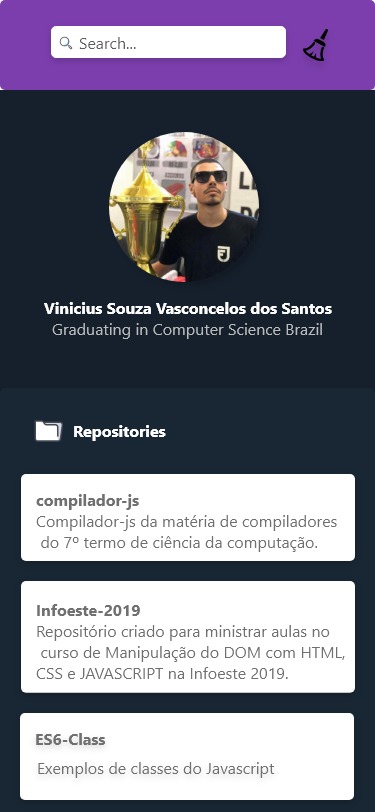 Search...
Vinicius Souza Vasconcelos dos Santos
Graduating in Computer Science Brazil
Repositories
compilador-js
Compilador-js da matéria de compiladores
do 7º termo de ciência da computação.
Infoeste-2019
Repositório criado para ministrar aulas no
curso de Manipulação do DOM com HTML,
CSS e JAVASCRIPT na Infoeste 2019.
ES6-Class
Exemplos de classes do Javascript